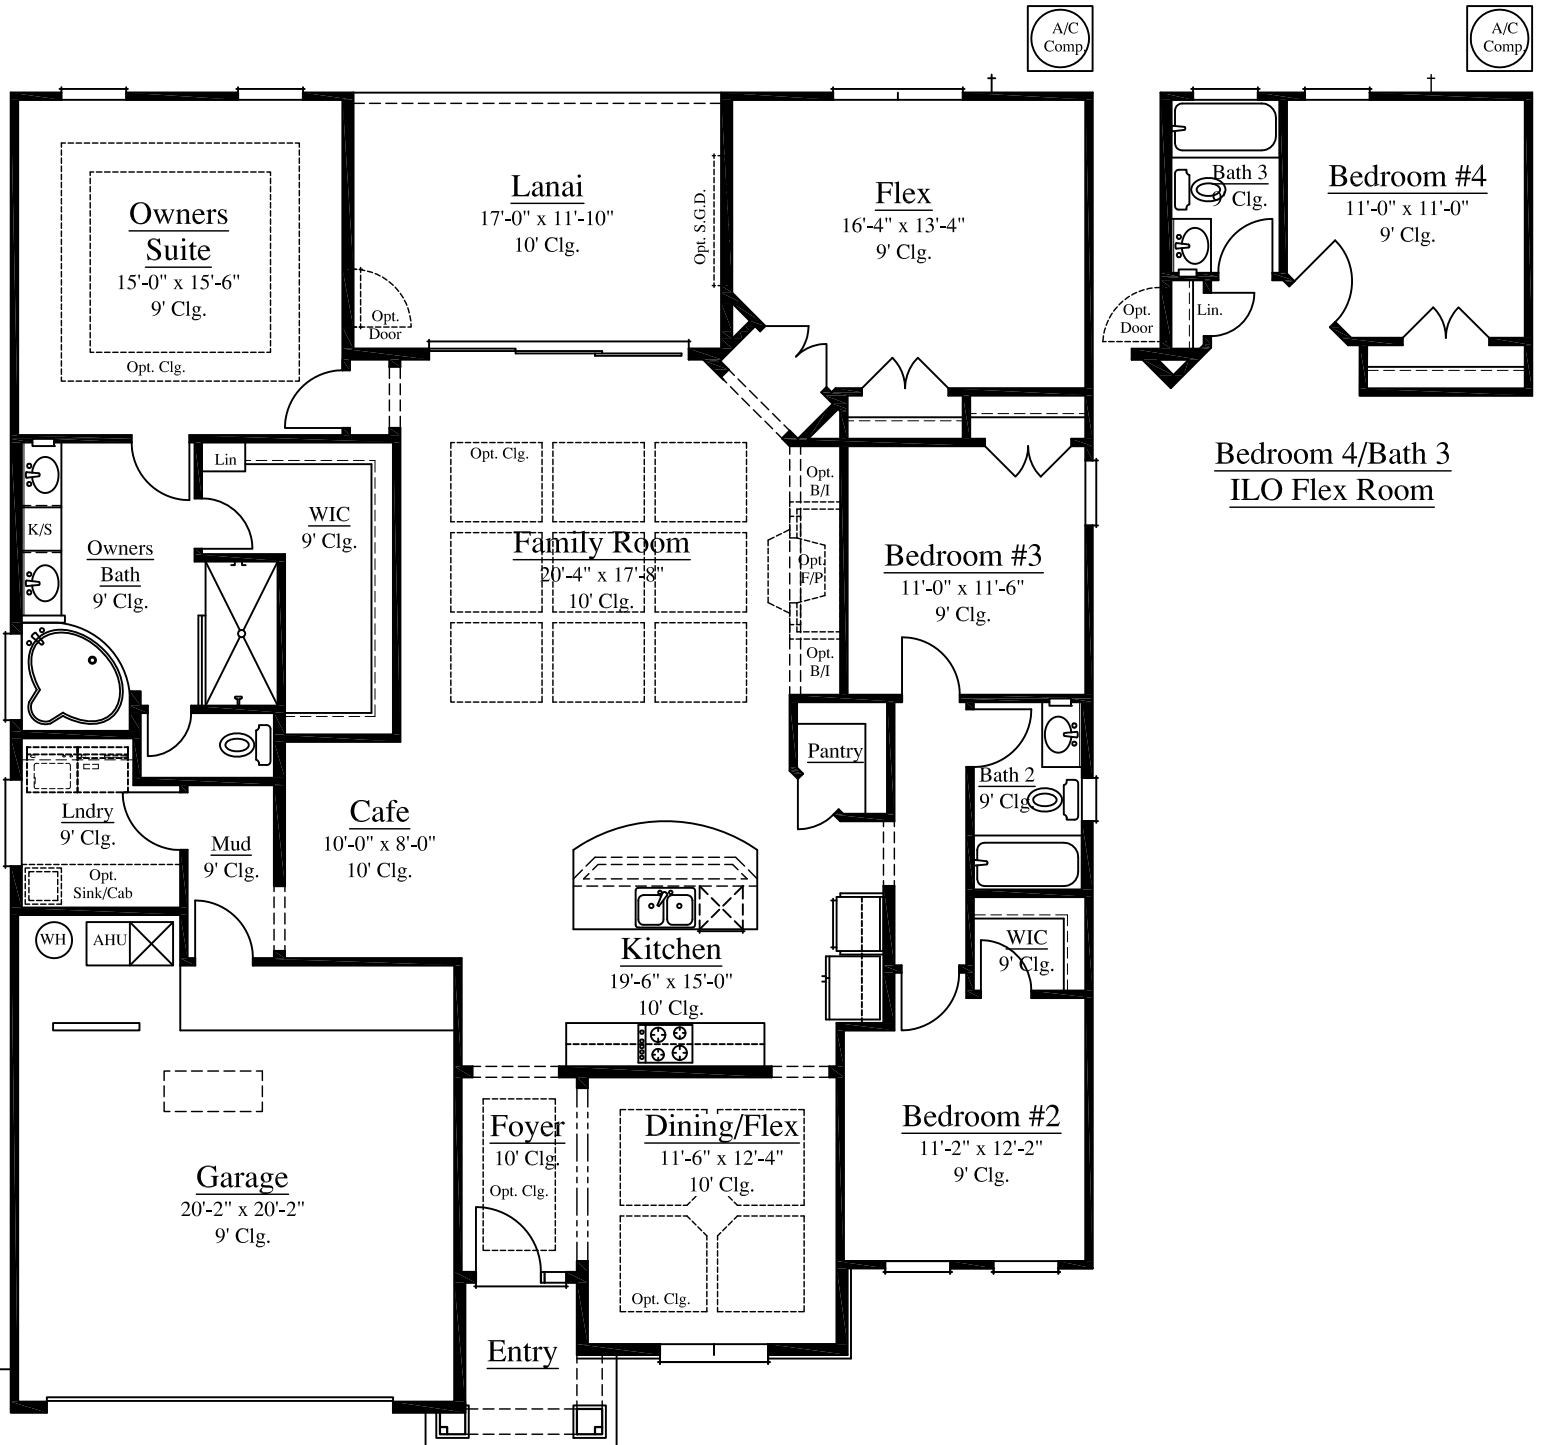 A/C
Comp.
A/C
Comp.
Owners
Suite
15'-0" x 15'-6"
9' Clg.
Opt. Clg.
Lanai
17'-0" x 11'-10"
10' Clg.
Opt. S.G.D.
Opt.
Door
Flex
16'-4" x 13'-4"
9' Clg.
Bath 3
9' Clg.
Bedroom #4
11'-0" x 11'-0"
9' Clg.
Opt.
Door
Lin.
Bedroom 4/Bath 3
ILO Flex Room
Lin
WIC
9' Clg.
K/S
Owners
Bath
9' Clg.
Opt. Clg.
Family Room
20'-4" x 17'-8"
10' Clg.
Opt.
B/I
Opt.
F/P
Opt.
B/I
Bedroom #3
11'-0" x 11'-6"
9' Clg.
Pantry
Bath 2
9' Clg.
Lndry
9' Clg.
Opt.
Sink/Cab
Mud
9' Clg.
Cafe
10'-0" x 8'-0"
10' Clg.
WH
AHU
Kitchen
19'-6" x 15'-0"
10' Clg.
WIC
9' Clg.
Foyer
10' Clg.
Opt. Clg.
Dining/Flex
11'-6" x 12'-4"
10' Clg.
Opt. Clg.
Bedroom #2
11'-2" x 12'-2"
9' Clg.
Garage
20'-2" x 20'-2"
9' Clg.
Entry